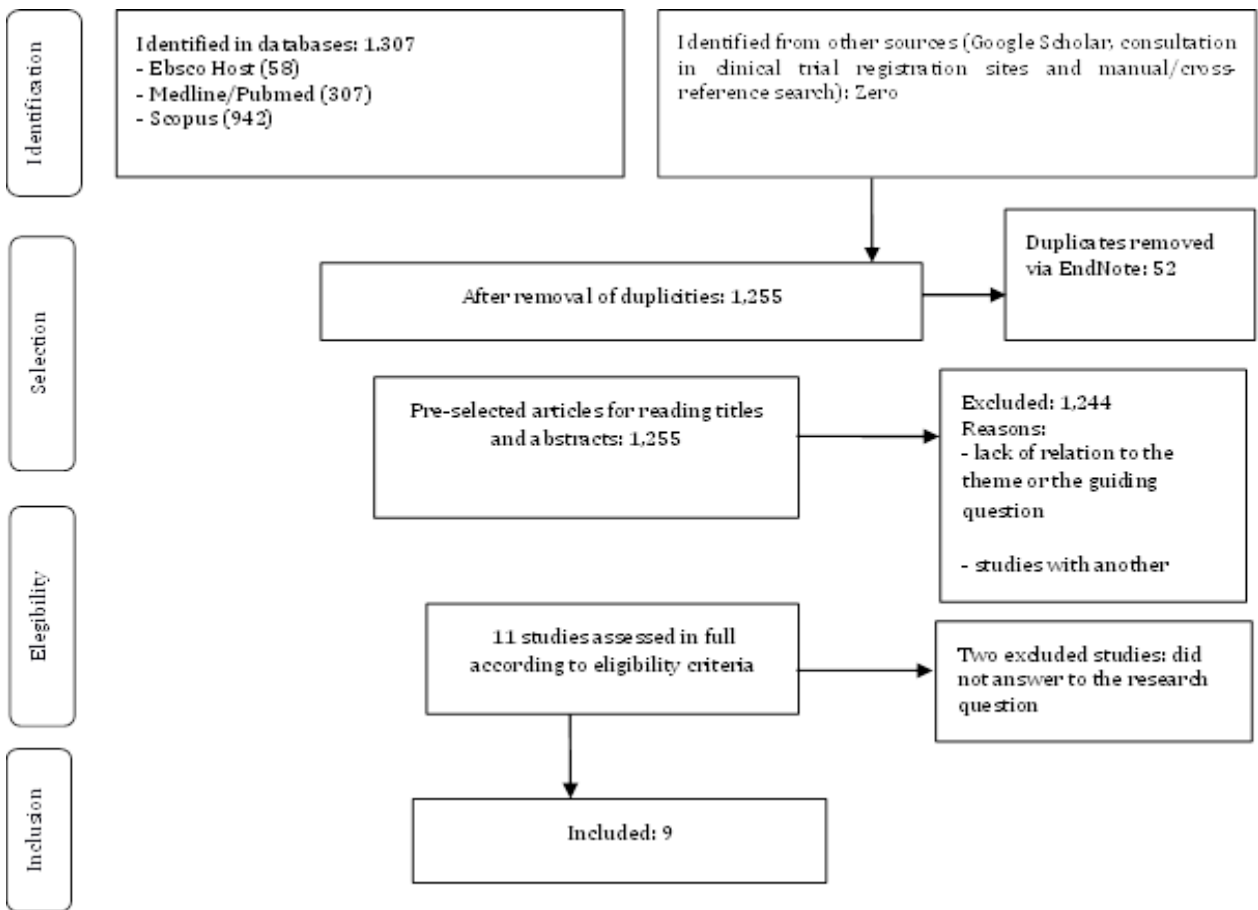 Identification
Identified in databases: 1.307
- Ebsco Host (58)
- Medline/Pubmed (307)
- Scopus (942)
Identified from other sources (Google Scholar, consultation
in clinical trial registration sites and manual/cross-
reference search): Zero
Selection
Duplicates removed
via EndNote: 52
After removal of duplicities: 1,255
Pre-selected articles for reading titles
and abstracts: 1,255
Excluded: 1,244
Reasons:
- lack of relation to the
theme or the guiding
question
- studies with another
Elegibility
11 studies assessed in full
according to eligibility criteria
Two excluded studies: did
not answer to the research
question
Inclusion
Included: 9